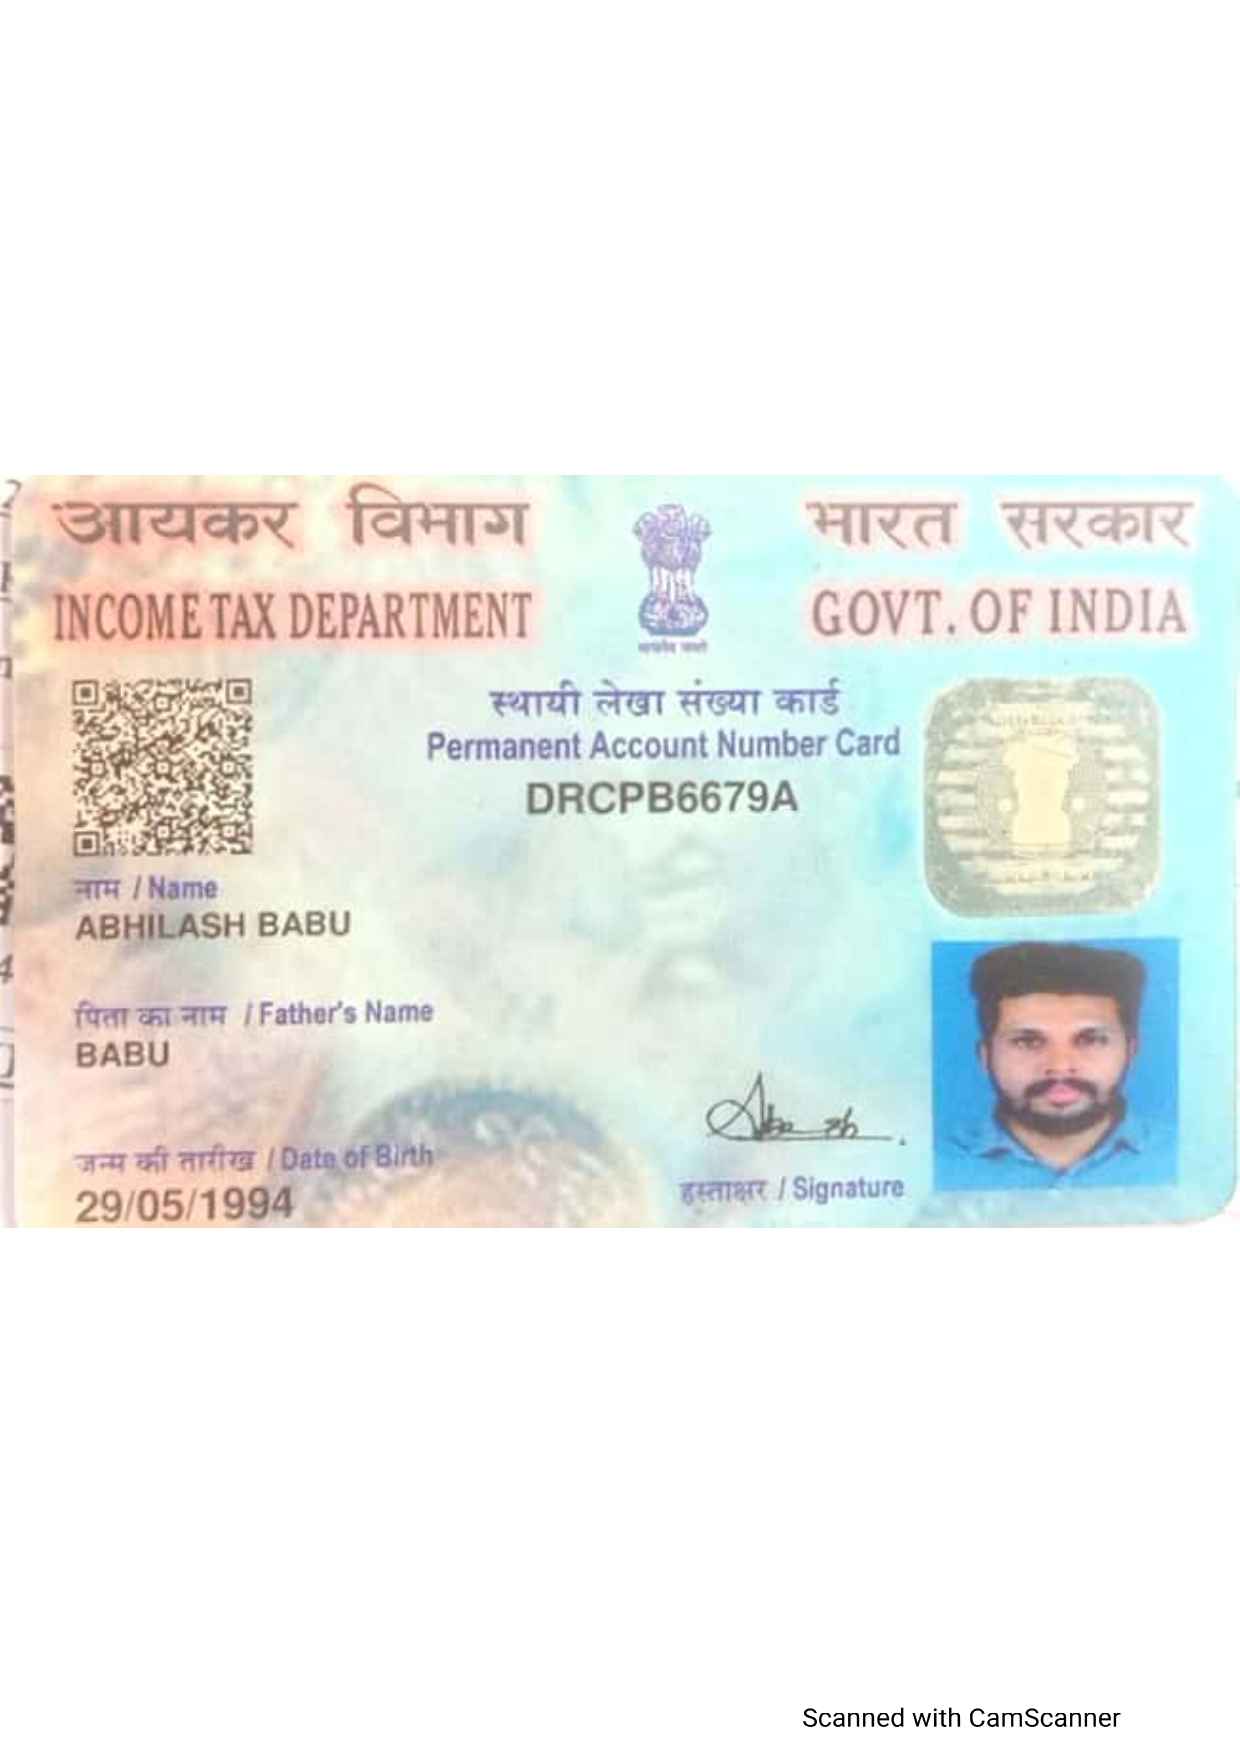 आयकर विभाग
INCOME TAX DEPARTMENT
भारत सरकार
GOVT. OF INDIA
स्थायी लेखा संख्या कार्ड
Permanent Account Number Card
DRCPB6679A
नाम / Name
ABHILASH BABU
पिता का नाम / Father's Name
BABU
जन्म की तारीख / Date of Birth
29/05/1994
हस्ताक्षर / Signature
Scanned with CamScanner